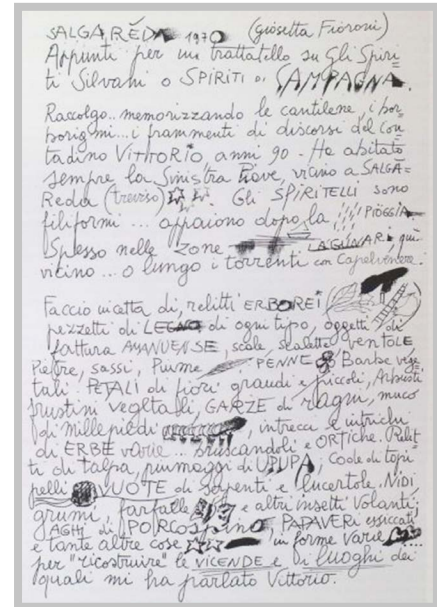 SALGARĒDA 1970 (giosetta Fioroni)
Appunti per un trattatello su Gli Spiri=
ti Silvani o SPIRITI DI CAMPAGNA.
Raccolgo.. memorizzando le cantilene, i bor=
borigmi... i frammenti di discorsi del con=
tadino VITTORIO, anni 90 - Ha abitato
sempre la Sinistra Piave, vicino a SALGĀ=
Reda (treviso) Gli SPIRITELLI sono
filiformi ... appaiono dopo la PIOGGIA.
Spesso nelle zone LAGUNARI qui
vicino ... o lungo i torrenti con Capelvenere.
Faccio incetta di, relitti ERBOREI
pezzetti di LEGNO di ogni tipo, oggetti di
fattura AMANUENSE, scale, scalette, ventole
Pietre, sassi, Piume PENNE Barbe vege
tali PETALI di fiori grandi e piccoli, Arbusti
frustini vegetali, GARZE di ragni, muco
di millepiedi, intrecci e intrichi
di ERBE varie ... bruscandoli e ORTICHE. Pelit
ti di talpa, piumaggi di UPUPA, Code di topi
pelli VUOTE di serpenti e lucertole. NIDI
grumi, farfalle e altri insetti Volanti,
AGHI di PORCOSpino PAPAVERI essiccati
e tante altre cose in forme varie
per "ricostruire" le VICENDE e i luoghi dei
quali mi ha parlato Vittorio.